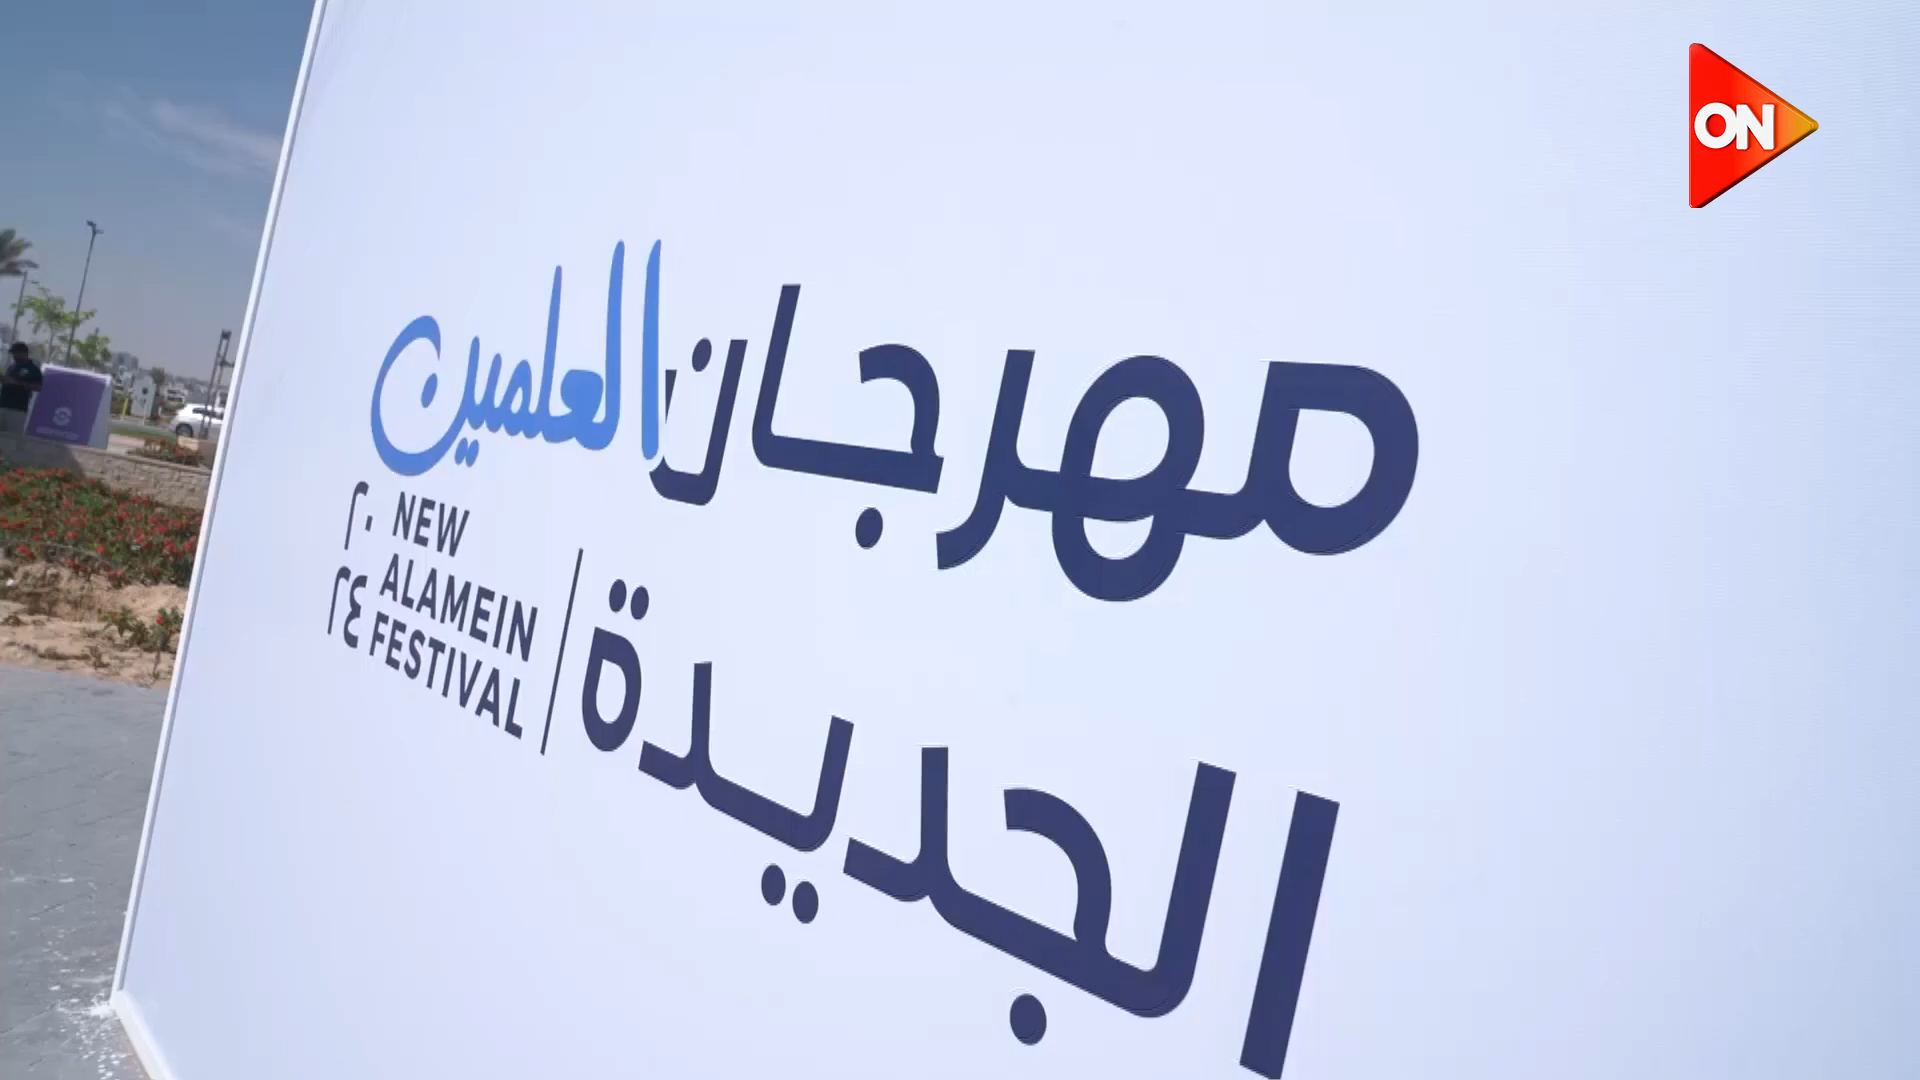 ON
مهرجان العلمين
الجديدة
٢٠
٢٤
NEW
ALAMEIN
FESTIVAL